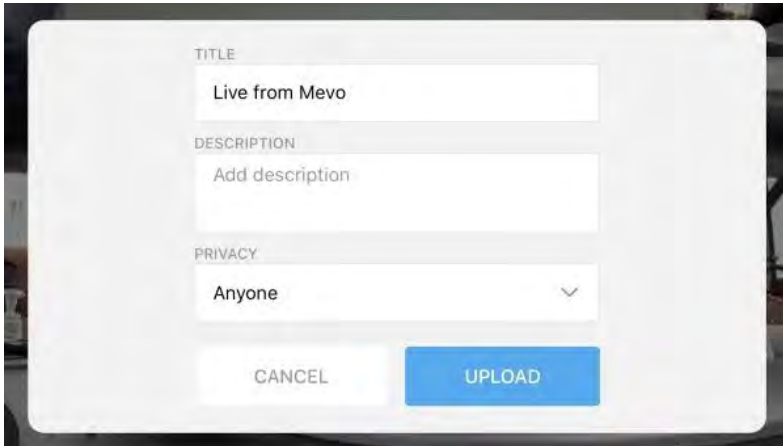 TITLE
Live from Mevo
DESCRIPTION
Add description
PRIVACY
Anyone
CANCEL
UPLOAD